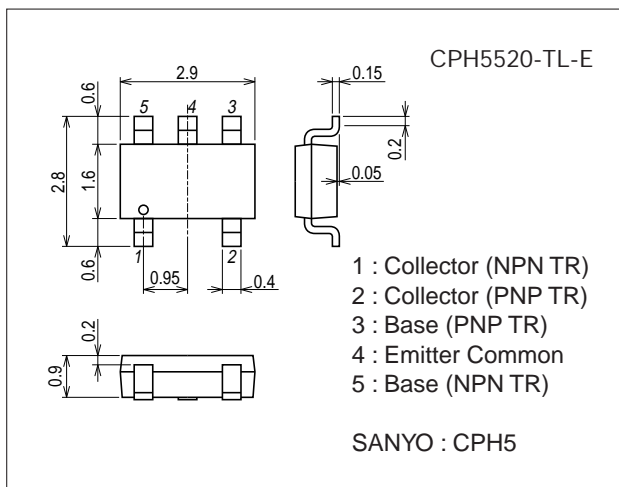 CPH5520-TL-E
2.9
0.15
0.6
5
4
3
0.2
2.8
1.6
0.05
0.6
1
2
0.95
0.4
1 : Collector (NPN TR)
2 : Collector (PNP TR)
3 : Base (PNP TR)
4 : Emitter Common
5 : Base (NPN TR)
0.2
0.9
SANYO : CPH5